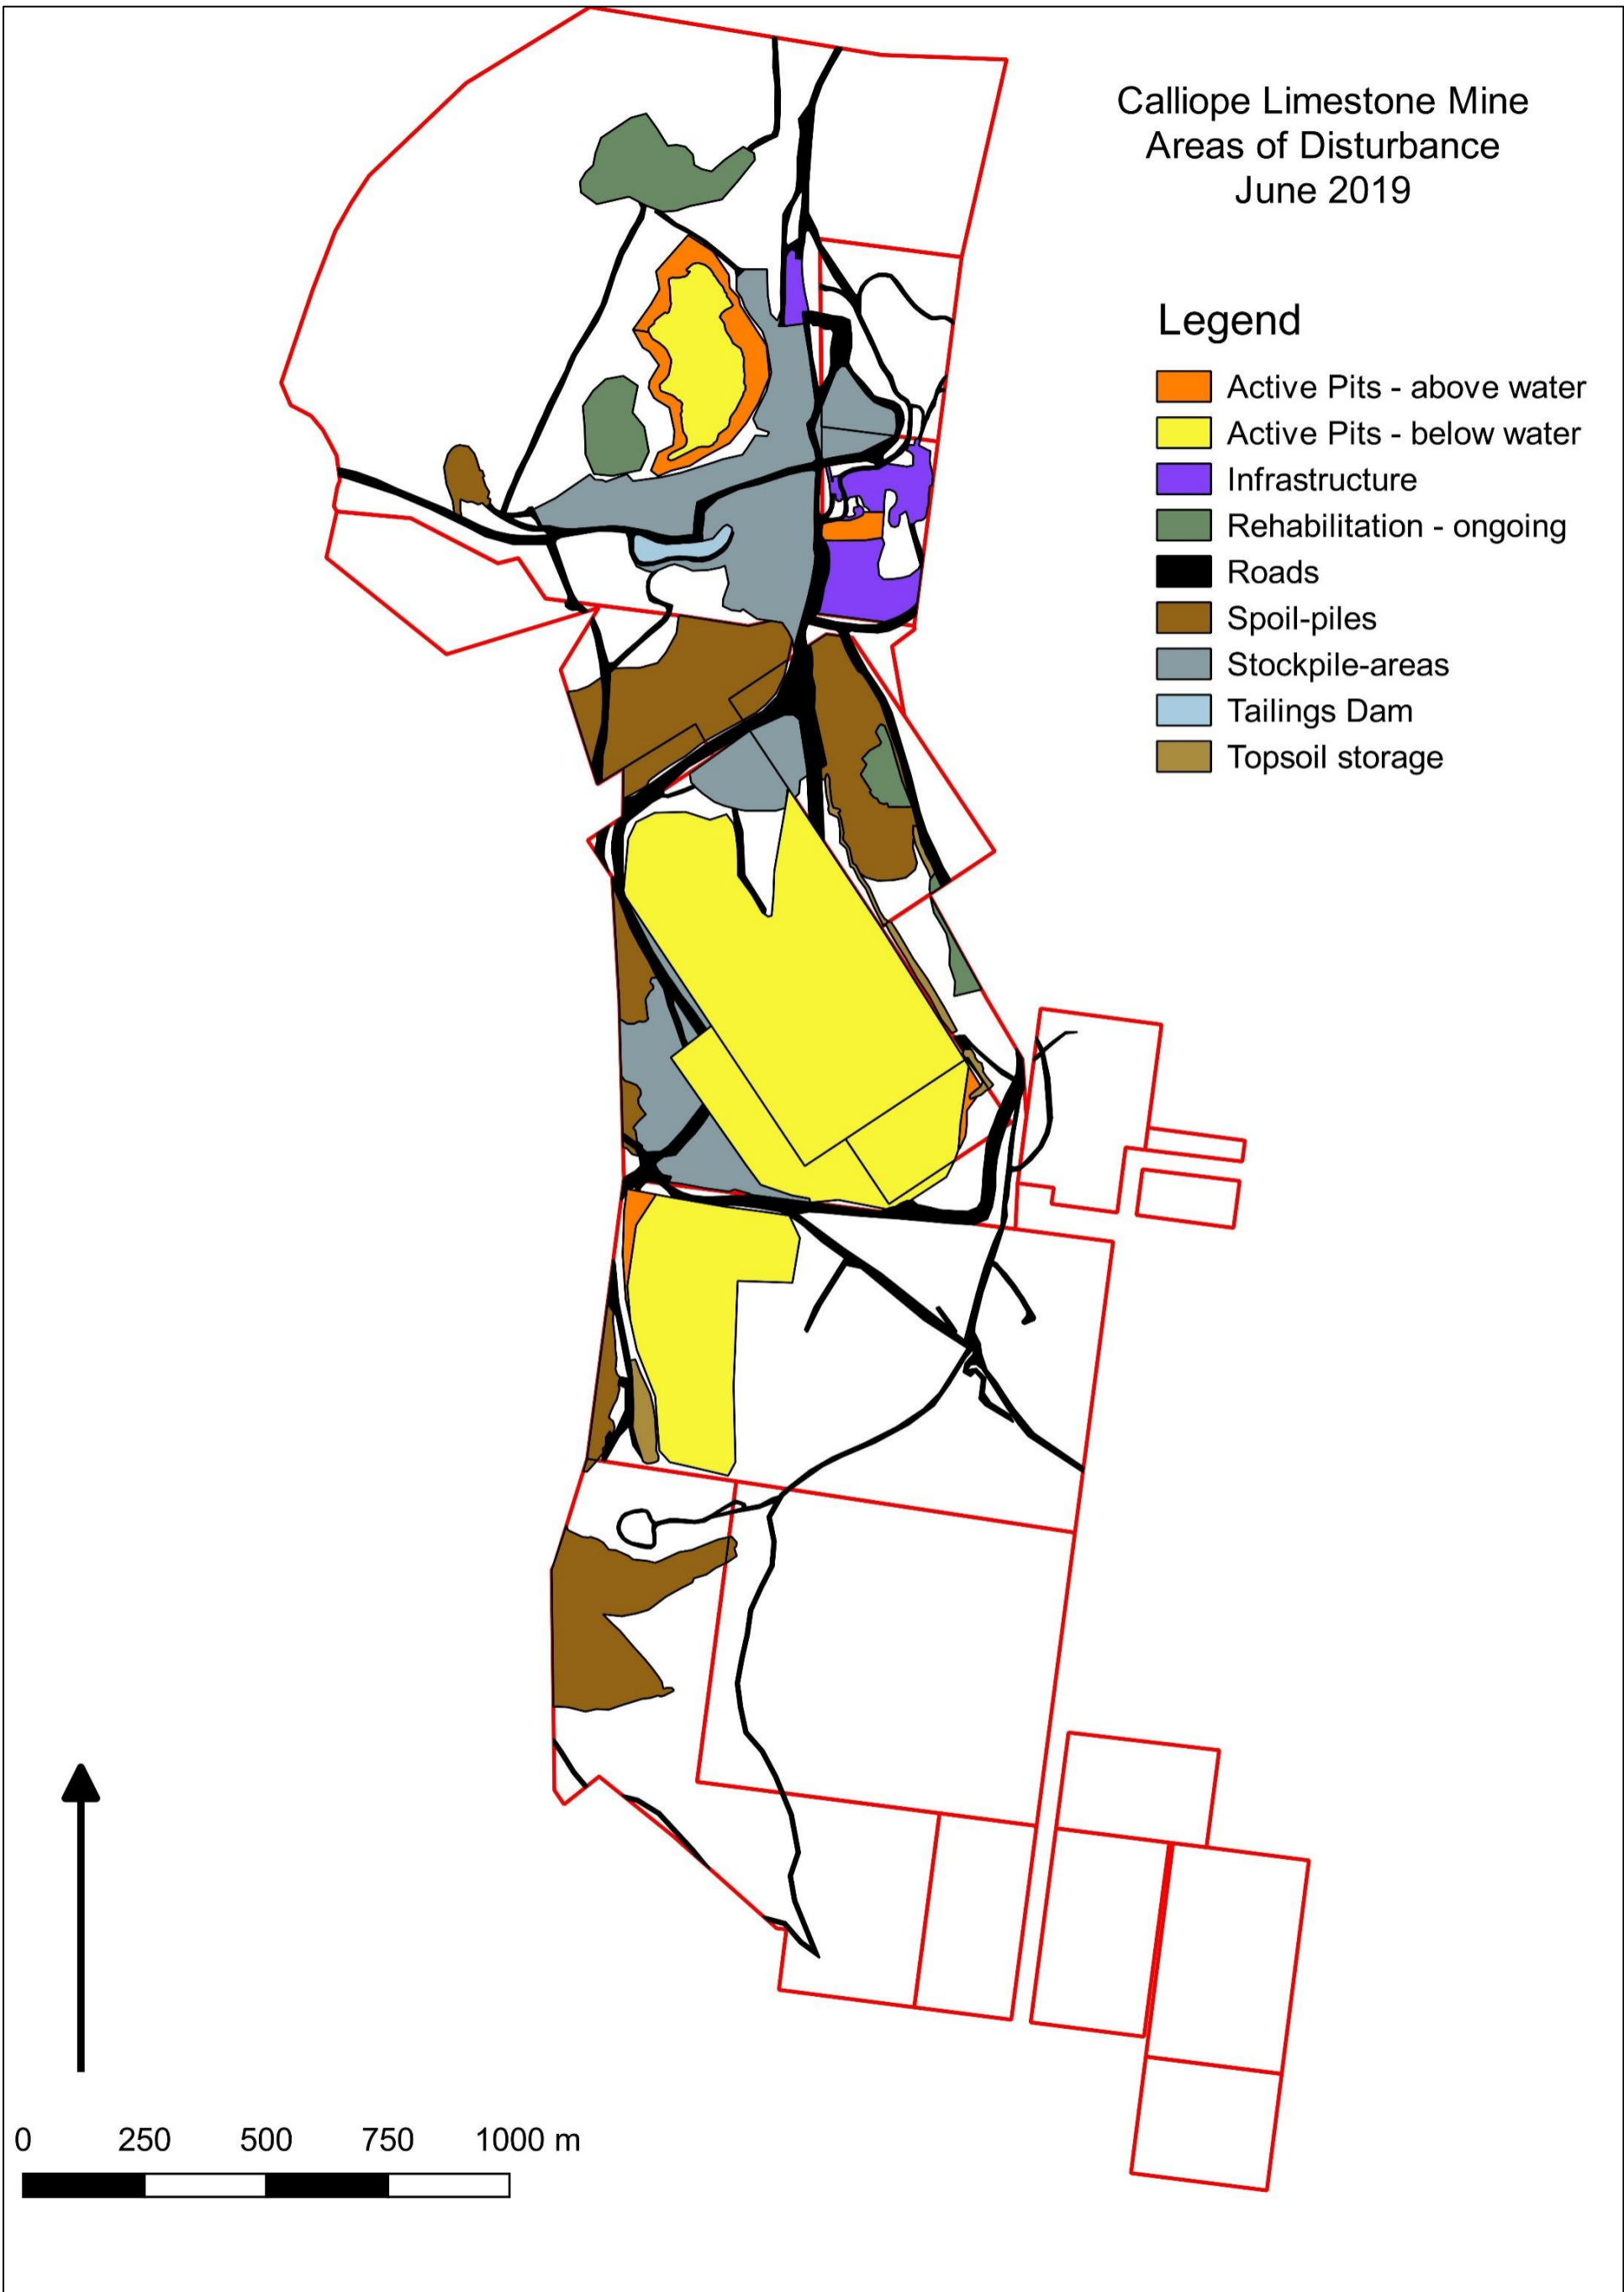 Calliope Limestone Mine
Areas of Disturbance
June 2019
Legend
Active Pits - above water
Active Pits - below water
Infrastructure
Rehabilitation - ongoing
Roads
Spoil-piles
Stockpile-areas
Tailings Dam
Topsoil storage
0 250 500 750 1000 m